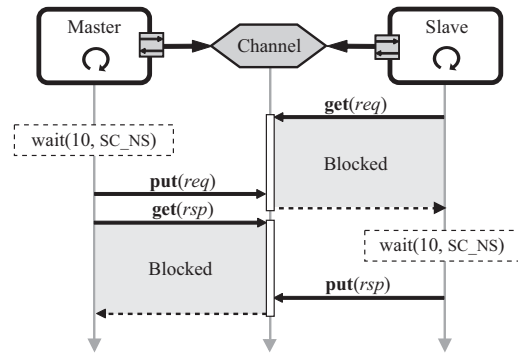 Master
Channel
Slave
get(req)
wait(10, SC_NS)
Blocked
put(req)
get(rsp)
wait(10, SC_NS)
Blocked
put(rsp)